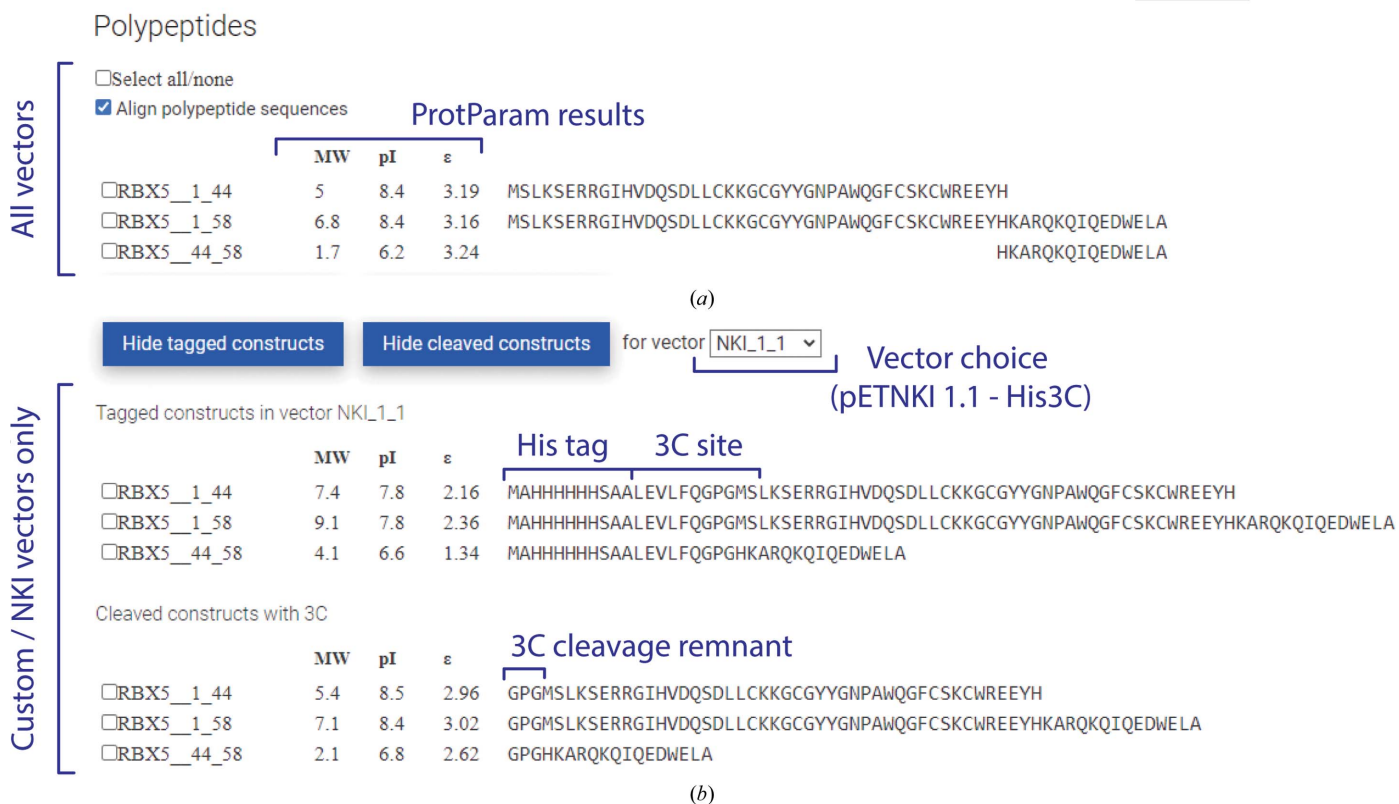 Polypeptides
Select all/none
Align polypeptide sequences
ProtParam results
All vectors
MW pI ε
RBX5__1_44 5 8.4 3.19 MSLKSERRGIHVDQSDLLCKKGCGYYGNPAWQGFCSKCWREEYH
RBX5__1_58 6.8 8.4 3.16 MSLKSERRGIHVDQSDLLCKKGCGYYGNPAWQGFCSKCWREEYHKARQKQIQEDWELA
RBX5__44_58 1.7 6.2 3.24 HKARQKQIQEDWELA
(a)
Hide tagged constructs Hide cleaved constructs for vector NKI_1_1
Vector choice
(pETNKI 1.1 - His3C)
Custom / NKI vectors only
Tagged constructs in vector NKI_1_1
His tag 3C site
MW pI ε
RBX5__1_44 7.4 7.8 2.16 MAHHHHHHSAALEVLFQGPGMSLKSERRGIHVDQSDLLCKKGCGYYGNPAWQGFCSKCWREEYH
RBX5__1_58 9.1 7.8 2.36 MAHHHHHHSAALEVLFQGPGMSLKSERRGIHVDQSDLLCKKGCGYYGNPAWQGFCSKCWREEYHKARQKQIQEDWELA
RBX5__44_58 4.1 6.6 1.34 MAHHHHHHSAALEVLFQGPGHKARQKQIQEDWELA
Cleaved constructs with 3C
3C cleavage remnant
MW pI ε
RBX5__1_44 5.4 8.5 2.96 GPGMSLKSERRGIHVDQSDLLCKKGCGYYGNPAWQGFCSKCWREEYH
RBX5__1_58 7.1 8.4 3.02 GPGMSLKSERRGIHVDQSDLLCKKGCGYYGNPAWQGFCSKCWREEYHKARQKQIQEDWELA
RBX5__44_58 2.1 6.8 2.62 GPGHKARQKQIQEDWELA
(b)